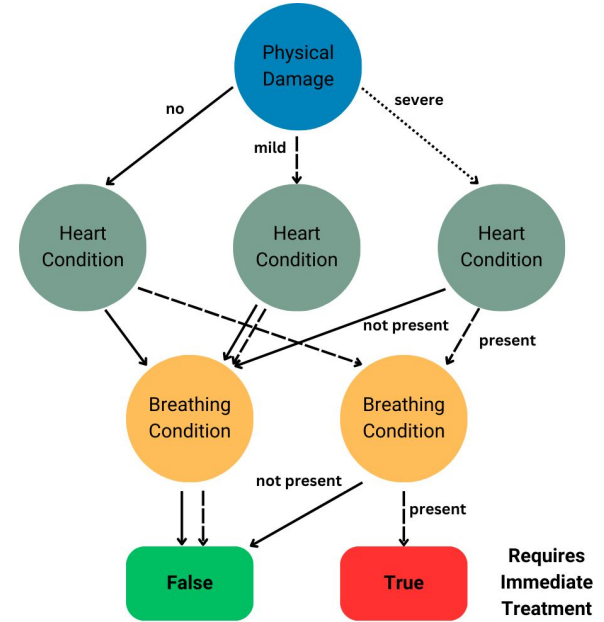 Physical
Damage
no
severe
mild
Heart
Condition
Heart
Condition
Heart
Condition
not present
present
Breathing
Condition
Breathing
Condition
not present
present
False
True
Requires
Immediate
Treatment